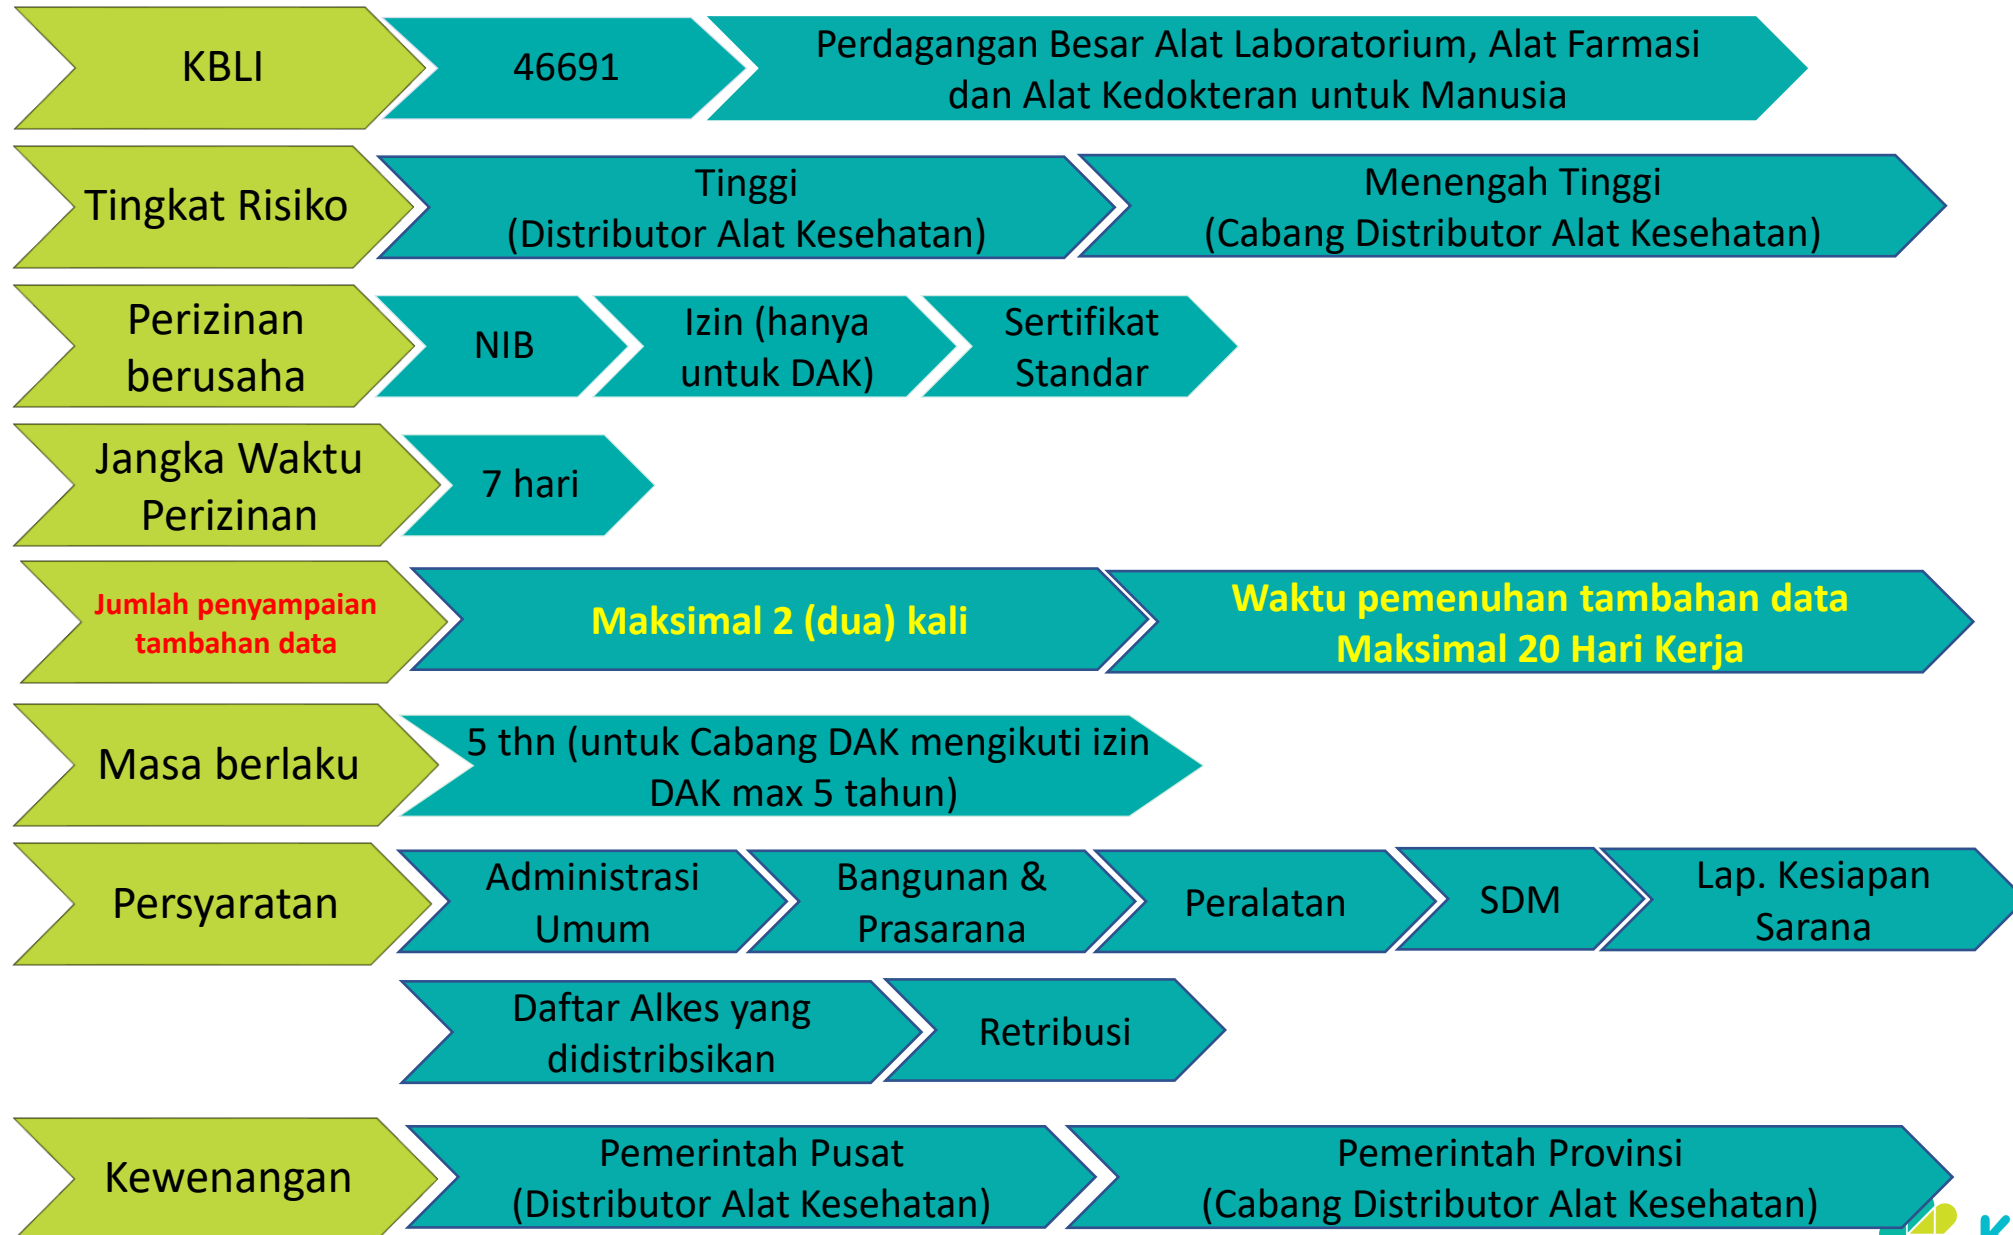 KBLI
46691
Perdagangan Besar Alat Laboratorium, Alat Farmasi
dan Alat Kedokteran untuk Manusia
Tingkat Risiko
Tinggi
(Distributor Alat Kesehatan)
Menengah Tinggi
(Cabang Distributor Alat Kesehatan)
Perizinan
berusaha
NIB
Izin (hanya
untuk DAK)
Sertifikat
Standar
Jangka Waktu
Perizinan
7 hari
Jumlah penyampaian
tambahan data
Maksimal 2 (dua) kali
Waktu pemenuhan tambahan data
Maksimal 20 Hari Kerja
Masa berlaku
5 thn (untuk Cabang DAK mengikuti izin
DAK max 5 tahun)
Persyaratan
Administrasi
Umum
Bangunan &
Prasarana
Peralatan
SDM
Lap. Kesiapan
Sarana
Daftar Alkes yang
didistribsikan
Retribusi
Kewenangan
Pemerintah Pusat
(Distributor Alat Kesehatan)
Pemerintah Provinsi
(Cabang Distributor Alat Kesehatan)